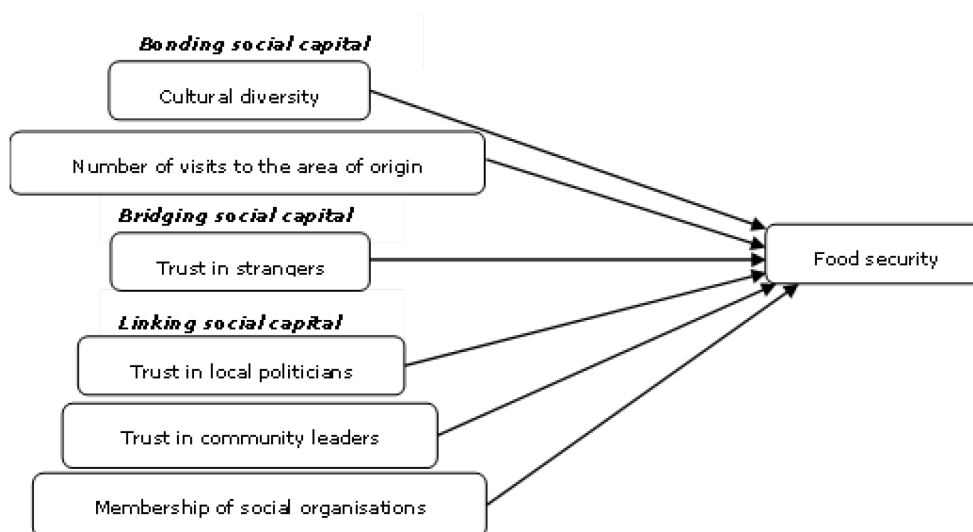 Bonding social capital
Cultural diversity
Number of visits to the area of origin
Bridging social capital
Trust in strangers
Food security
Linking social capital
Trust in local politicians
Trust in community leaders
Membership of social organisations